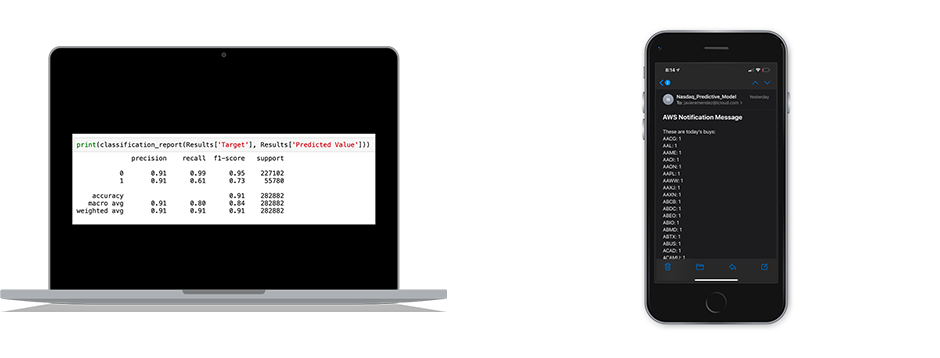 print(classification_report(Results['Target'], Results['Predicted Value']))
precision recall f1-score support
0 0.91 0.99 0.95 227102
1 0.91 0.61 0.73 55780
accuracy 0.91 282882
macro avg 0.91 0.80 0.84 282882
weighted avg 0.91 0.91 0.91 282882
8:14
Nasdaq_Predictive_Model Yesterday
To:
AWS Notification Message
These are today's buys:
AACG: 1
AAL: 1
AAME: 1
AAOI: 1
AAON: 1
AAPL: 1
AAWW: 1
AAXJ: 1
AAXN: 1
ABCB: 1
ABDC: 1
ABEO: 1
ABIO: 1
ABMD: 1
ABTX: 1
ABUS: 1
ACAD: 1
ACAMU: 1